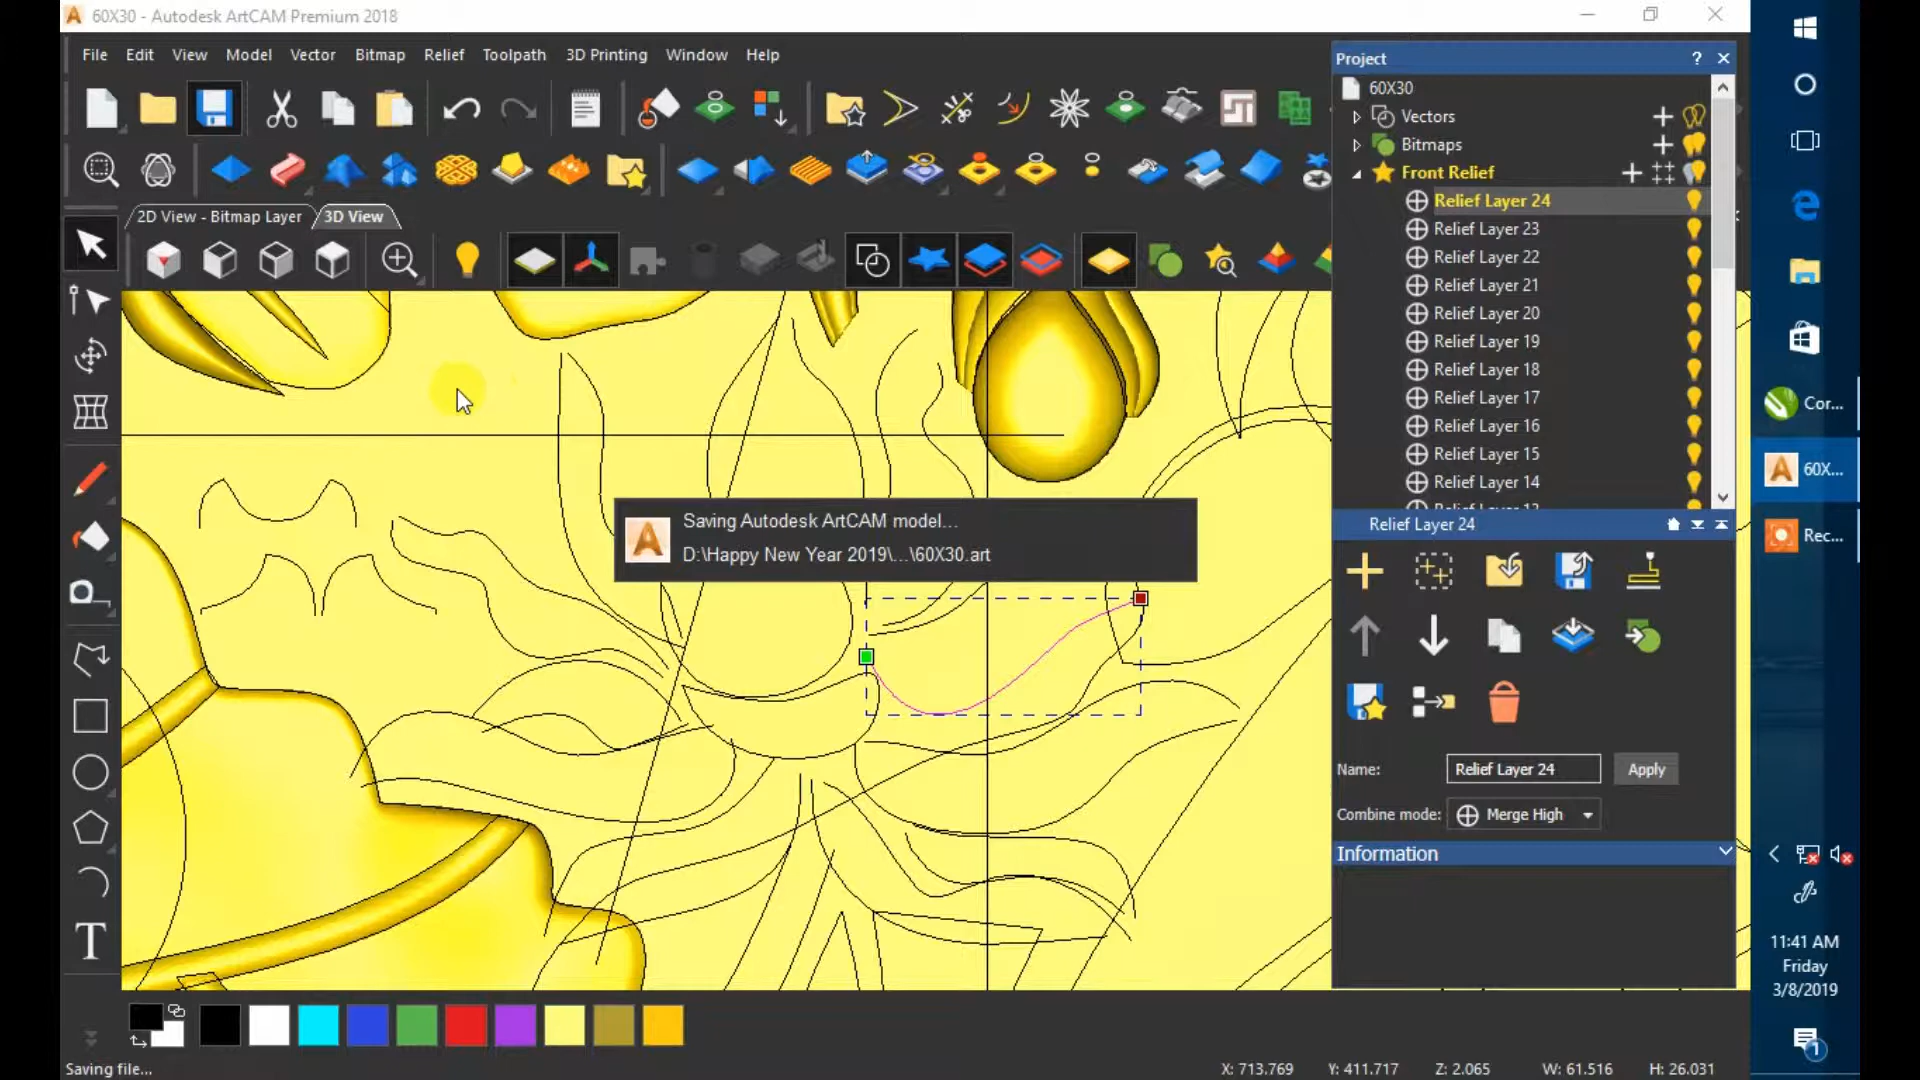 60X30 - Autodesk ArtCAM Premium 2018
File Edit View Model Vector Bitmap Relief Toolpath 3D Printing Window Help
2D View - Bitmap Layer 3D View
Saving Autodesk ArtCAM model...
D:\Happy New Year 2019\...\60X30.art
Project
60X30
Vectors
Bitmaps
Front Relief
Relief Layer 24
Relief Layer 23
Relief Layer 22
Relief Layer 21
Relief Layer 20
Relief Layer 19
Relief Layer 18
Relief Layer 17
Relief Layer 16
Relief Layer 15
Relief Layer 14
Relief Layer 24
Name: Relief Layer 24 Apply
Combine mode: Merge High
Information
Cor...
60X...
Rec...
11:41 AM
Friday
3/8/2019
1
Saving file... X: 713.769 Y: 411.717 Z: 2.065 W: 61.516 H: 26.031